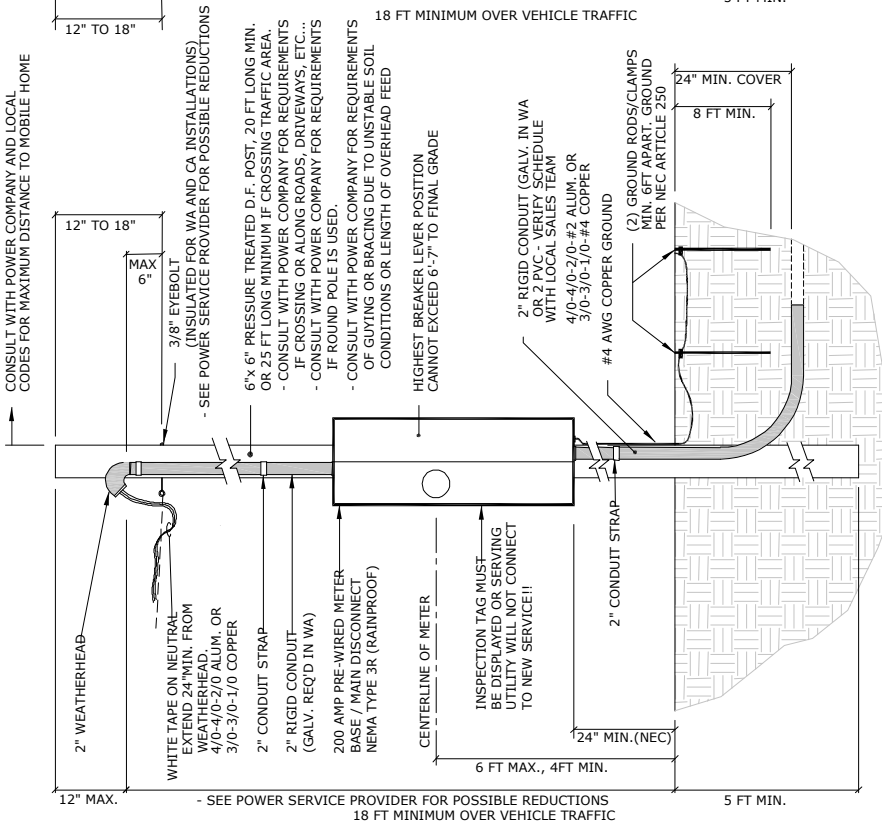 12" TO 18"
18 FT MINIMUM OVER VEHICLE TRAFFIC
CONSULT WITH POWER COMPANY AND LOCAL
CODES FOR MAXIMUM DISTANCE TO MOBILE HOME
12" TO 18"
MAX
6"
3/8" EYEBOLT
(INSULATED FOR WA AND CA INSTALLATIONS)
- SEE POWER SERVICE PROVIDER FOR POSSIBLE REDUCTIONS
6"x 6" PRESSURE TREATED D.F. POST, 20 FT LONG MIN.
OR 25 FT LONG MINIMUM IF CROSSING TRAFFIC AREA.
- CONSULT WITH POWER COMPANY FOR REQUIREMENTS
IF CROSSING OR ALONG ROADS, DRIVEWAYS, ETC...
- CONSULT WITH POWER COMPANY FOR REQUIREMENTS
IF ROUND POLE IS USED.
- CONSULT WITH POWER COMPANY FOR REQUIREMENTS
OF GUYING OR BRACING DUE TO UNSTABLE SOIL
CONDITIONS OR LENGTH OF OVERHEAD FEED
HIGHEST BREAKER LEVER POSITION
CANNOT EXCEED 6'-7" TO FINAL GRADE
2" RIGID CONDUIT (GALV. IN WA
OR 2 PVC - VERIFY SCHEDULE
WITH LOCAL SALES TEAM
4/0-4/0-2/0-#2 ALUM. OR
3/0-3/0-1/0-#4 COPPER
#4 AWG COPPER GROUND
(2) GROUND RODS/CLAMPS
MIN. 6FT APART. GROUND
PER NEC ARTICLE 250
24" MIN. COVER
8 FT MIN.
2" WEATHERHEAD
WHITE TAPE ON NEUTRAL
EXTEND 24"MIN. FROM
WEATHERHEAD.
4/0-4/0-2/0 ALUM. OR
3/0-3/0-1/0 COPPER
2" CONDUIT STRAP
2" RIGID CONDUIT
(GALV. REQ'D IN WA)
200 AMP PRE-WIRED METER
BASE / MAIN DISCONNECT
NEMA TYPE 3R (RAINPROOF)
CENTERLINE OF METER
INSPECTION TAG MUST
BE DISPLAYED OR SERVING
UTILITY WILL NOT CONNECT
TO NEW SERVICE!!
2" CONDUIT STRAP
24" MIN.(NEC)
6 FT MAX., 4FT MIN.
12" MAX.
- SEE POWER SERVICE PROVIDER FOR POSSIBLE REDUCTIONS
18 FT MINIMUM OVER VEHICLE TRAFFIC
5 FT MIN.